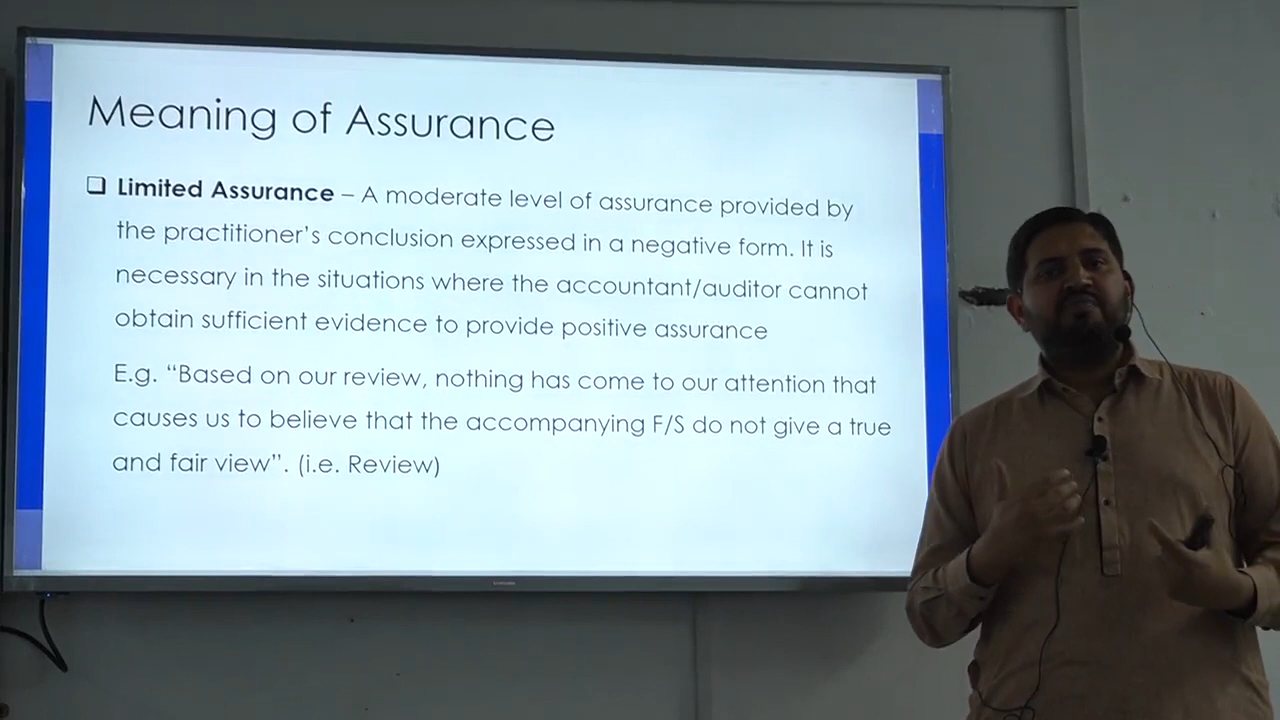 Meaning of Assurance
❑ Limited Assurance – A moderate level of assurance provided by
the practitioner’s conclusion expressed in a negative form. It is
necessary in the situations where the accountant/auditor cannot
obtain sufficient evidence to provide positive assurance
E.g. “Based on our review, nothing has come to our attention that
causes us to believe that the accompanying F/S do not give a true
and fair view”. (i.e. Review)